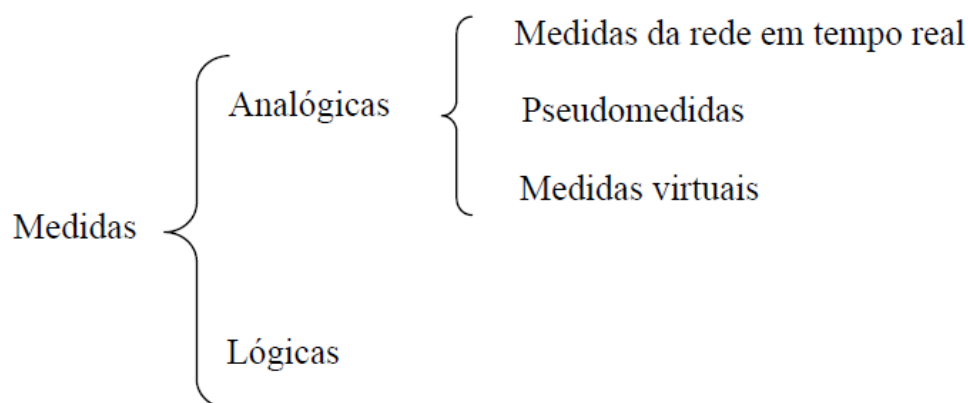 Medidas da rede em tempo real
Analógicas
Pseudomedidas
Medidas virtuais
Medidas
Lógicas